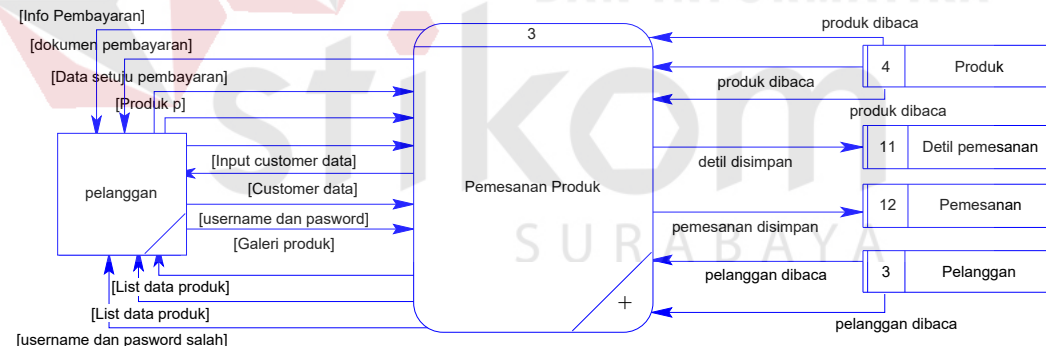 [Info Pembayaran]
[dokumen pembayaran]
[Data setuju pembayaran]
[Produk p]
pelanggan
[Input customer data]
[Customer data]
[username dan pasword]
[Galeri produk]
[List data produk]
[List data produk]
[username dan pasword salah]
3
Pemesanan Produk
+
produk dibaca
4 Produk
produk dibaca
produk dibaca
11 Detil pemesanan
detil disimpan
12 Pemesanan
pemesanan disimpan
3 Pelanggan
pelanggan dibaca
pelanggan dibaca
stikom
SURABAYA